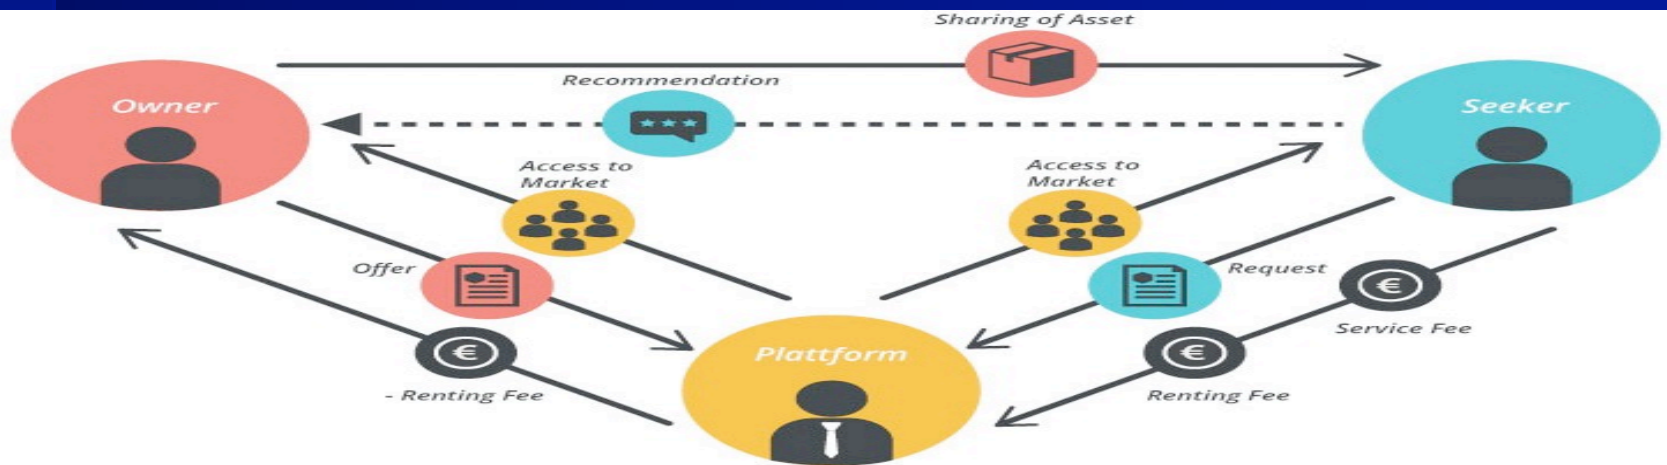 Sharing of Asset
Recommendation
Owner
Seeker
Access to
Market
Access to
Market
Offer
Request
Service Fee
Plattform
- Renting Fee
Renting Fee